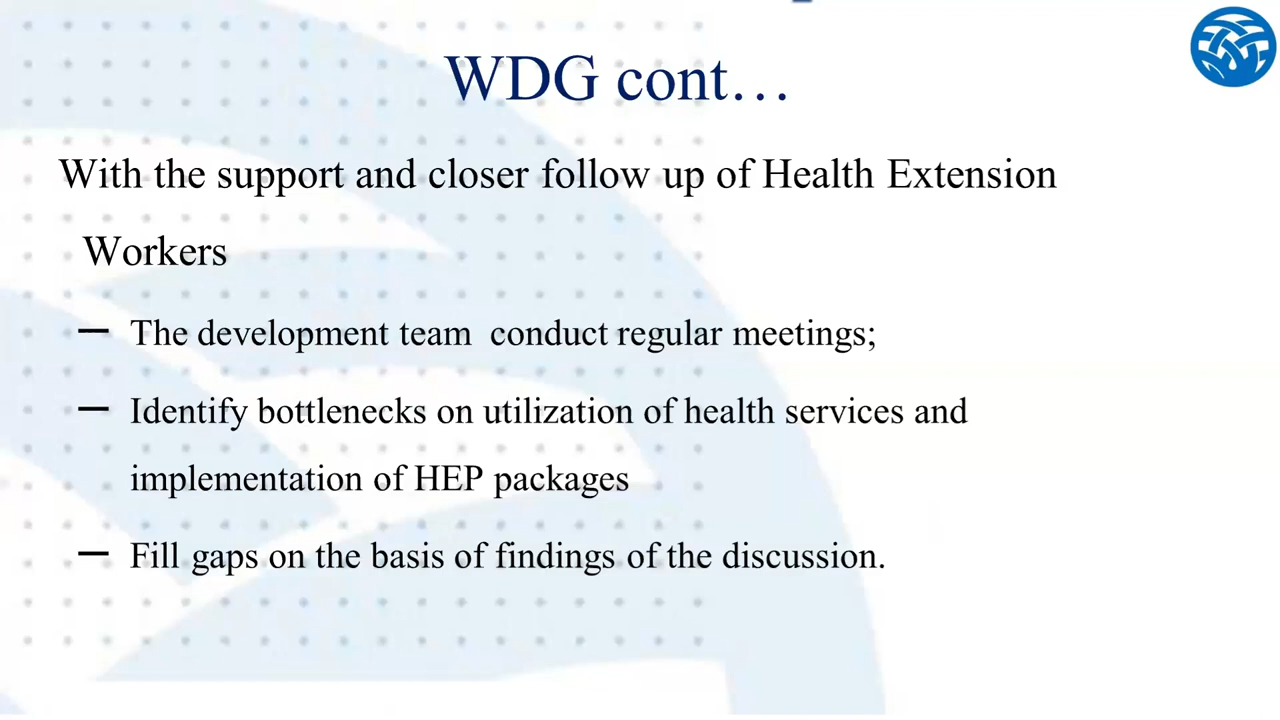 WDG cont…
With the support and closer follow up of Health Extension
Workers
– The development team conduct regular meetings;
– Identify bottlenecks on utilization of health services and
implementation of HEP packages
– Fill gaps on the basis of findings of the discussion.